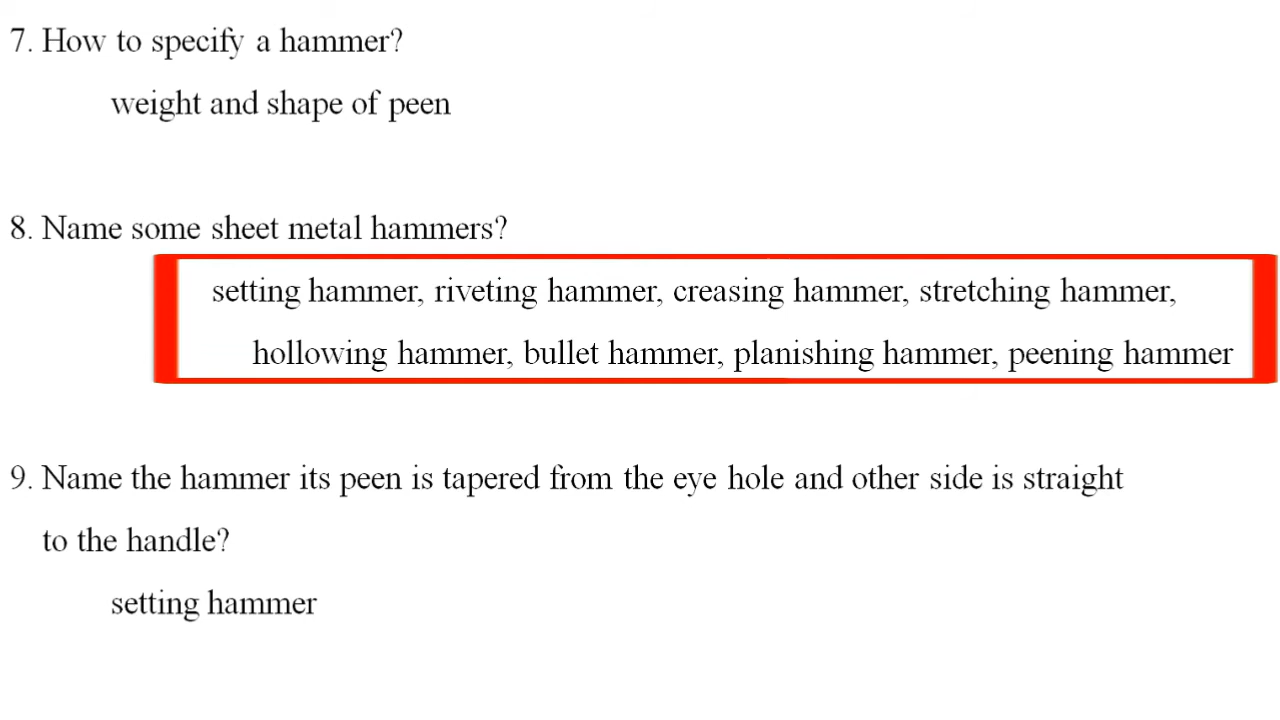 7. How to specify a hammer?
weight and shape of peen
8. Name some sheet metal hammers?
setting hammer, riveting hammer, creasing hammer, stretching hammer,
hollowing hammer, bullet hammer, planishing hammer, peening hammer
9. Name the hammer its peen is tapered from the eye hole and other side is straight
to the handle?
setting hammer